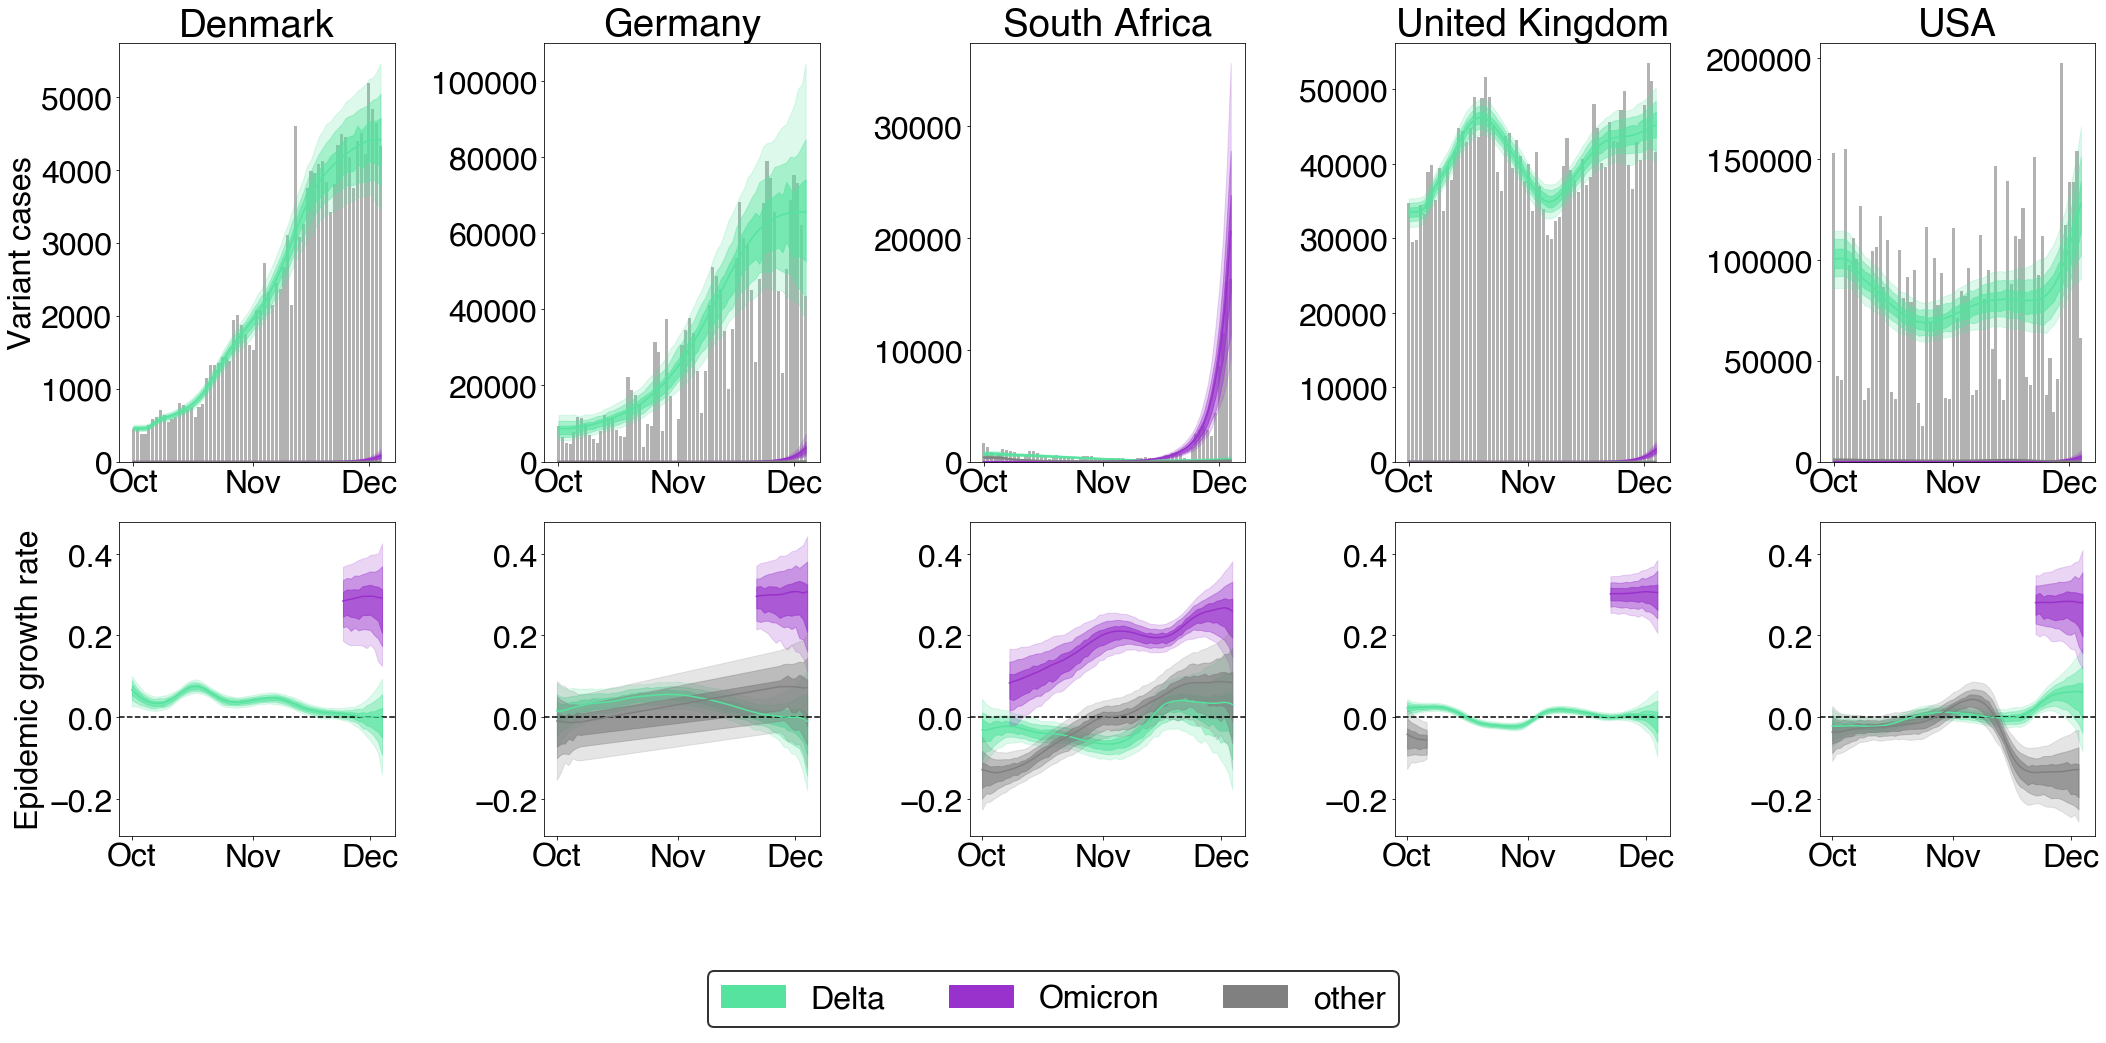 Denmark
Germany
South Africa
United Kingdom
USA
Variant cases
5000
4000
3000
2000
1000
0
Oct Nov Dec
100000
80000
60000
40000
20000
0
Oct Nov Dec
30000
20000
10000
0
Oct Nov Dec
50000
40000
30000
20000
10000
0
Oct Nov Dec
200000
150000
100000
50000
0
Oct Nov Dec
Epidemic growth rate
0.4
0.2
0.0
−0.2
Oct Nov Dec
0.4
0.2
0.0
−0.2
Oct Nov Dec
0.4
0.2
0.0
−0.2
Oct Nov Dec
0.4
0.2
0.0
−0.2
Oct Nov Dec
0.4
0.2
0.0
−0.2
Oct Nov Dec
Delta Omicron other